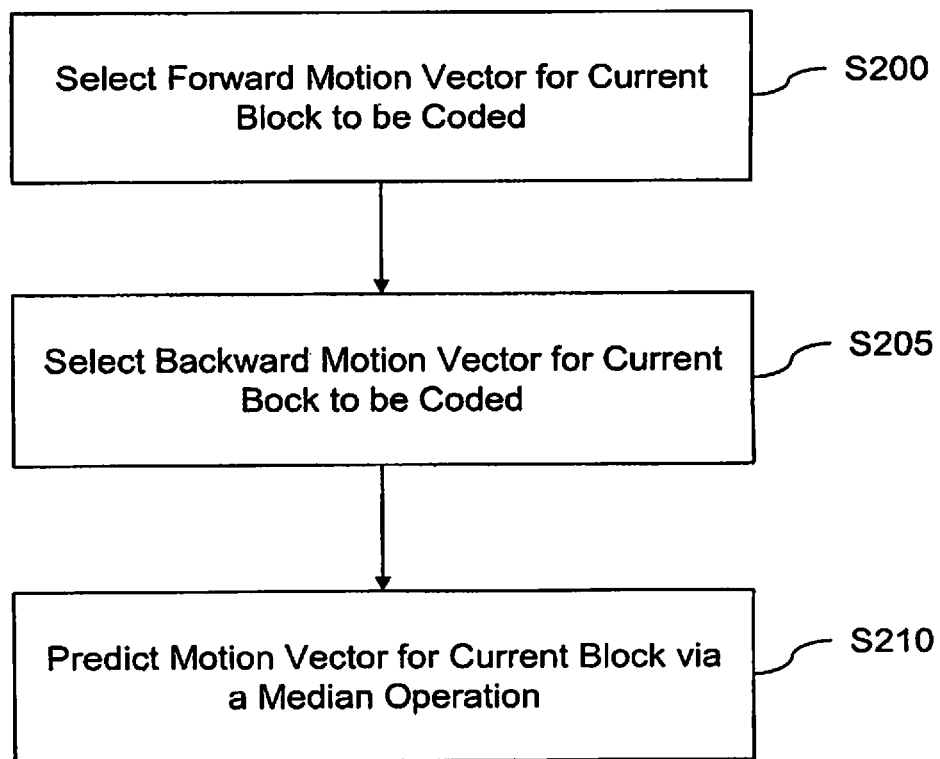 Select Forward Motion Vector for Current
Block to be Coded
S200
Select Backward Motion Vector for Current
Bock to be Coded
S205
Predict Motion Vector for Current Block via
a Median Operation
S210